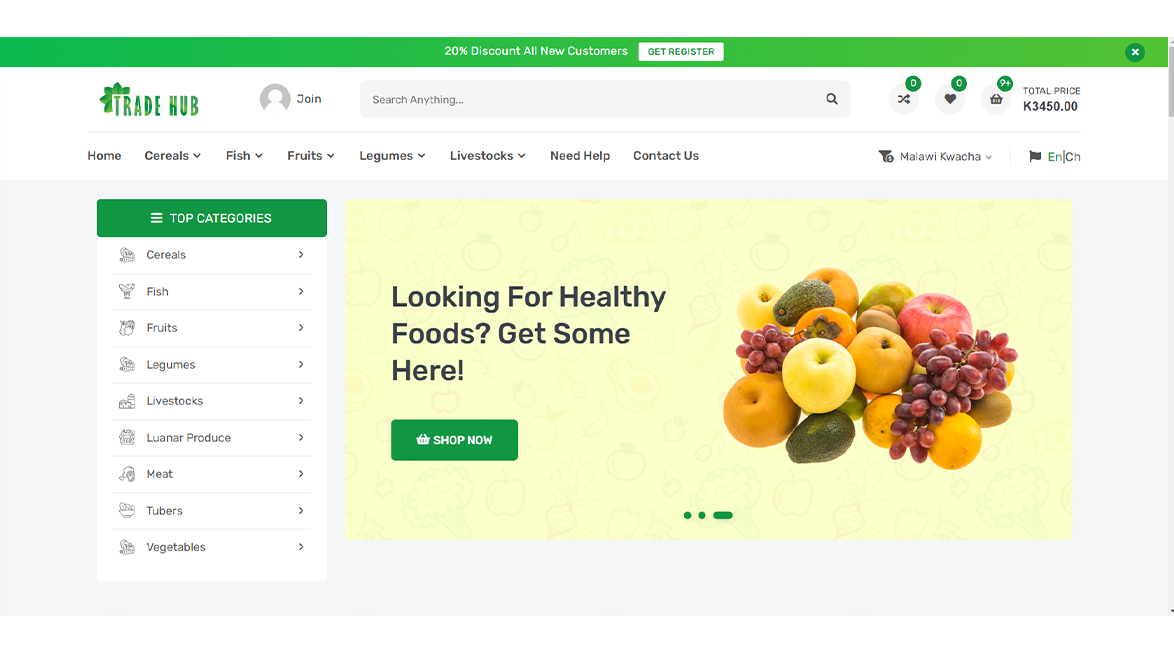 20% Discount All New Customers GET REGISTER
TRADE HUB
Join
Search Anything...
0
0
9+
TOTAL PRICE
K3450.00
Home Cereals Fish Fruits Legumes Livestocks Need Help Contact Us
Malawi Kwacha
En|Ch
TOP CATEGORIES
Cereals
Fish
Fruits
Legumes
Livestocks
Luanar Produce
Meat
Tubers
Vegetables
Looking For Healthy
Foods? Get Some
Here!
SHOP NOW